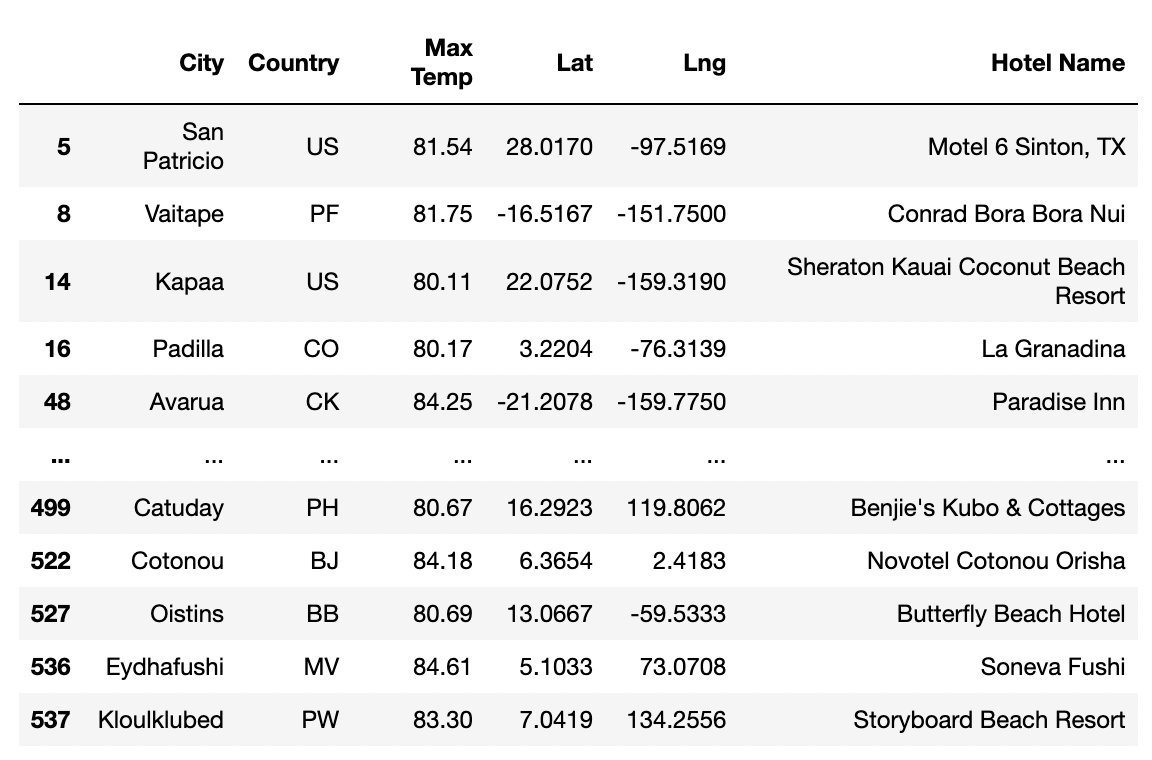 City Country Max Temp Lat Lng Hotel Name
5 San Patricio US 81.54 28.0170 -97.5169 Motel 6 Sinton, TX
8 Vaitape PF 81.75 -16.5167 -151.7500 Conrad Bora Bora Nui
14 Kapaa US 80.11 22.0752 -159.3190 Sheraton Kauai Coconut Beach Resort
16 Padilla CO 80.17 3.2204 -76.3139 La Granadina
48 Avarua CK 84.25 -21.2078 -159.7750 Paradise Inn
... ... ... ... ... ... ...
499 Catuday PH 80.67 16.2923 119.8062 Benjie's Kubo & Cottages
522 Cotonou BJ 84.18 6.3654 2.4183 Novotel Cotonou Orisha
527 Oistins BB 80.69 13.0667 -59.5333 Butterfly Beach Hotel
536 Eydhafushi MV 84.61 5.1033 73.0708 Soneva Fushi
537 Kloulklubed PW 83.30 7.0419 134.2556 Storyboard Beach Resort